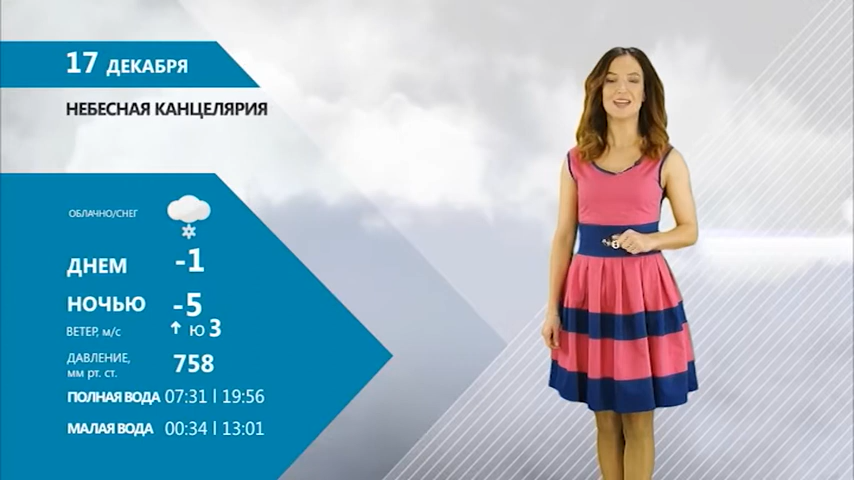 17 ДЕКАБРЯ
НЕБЕСНАЯ КАНЦЕЛЯРИЯ
ОБЛАЧНО/СНЕГ
ДНЕМ -1
НОЧЬЮ -5
ВЕТЕР, м/с Ю 3
ДАВЛЕНИЕ, мм рт. ст. 758
ПОЛНАЯ ВОДА 07:31 | 19:56
МАЛАЯ ВОДА 00:34 | 13:01